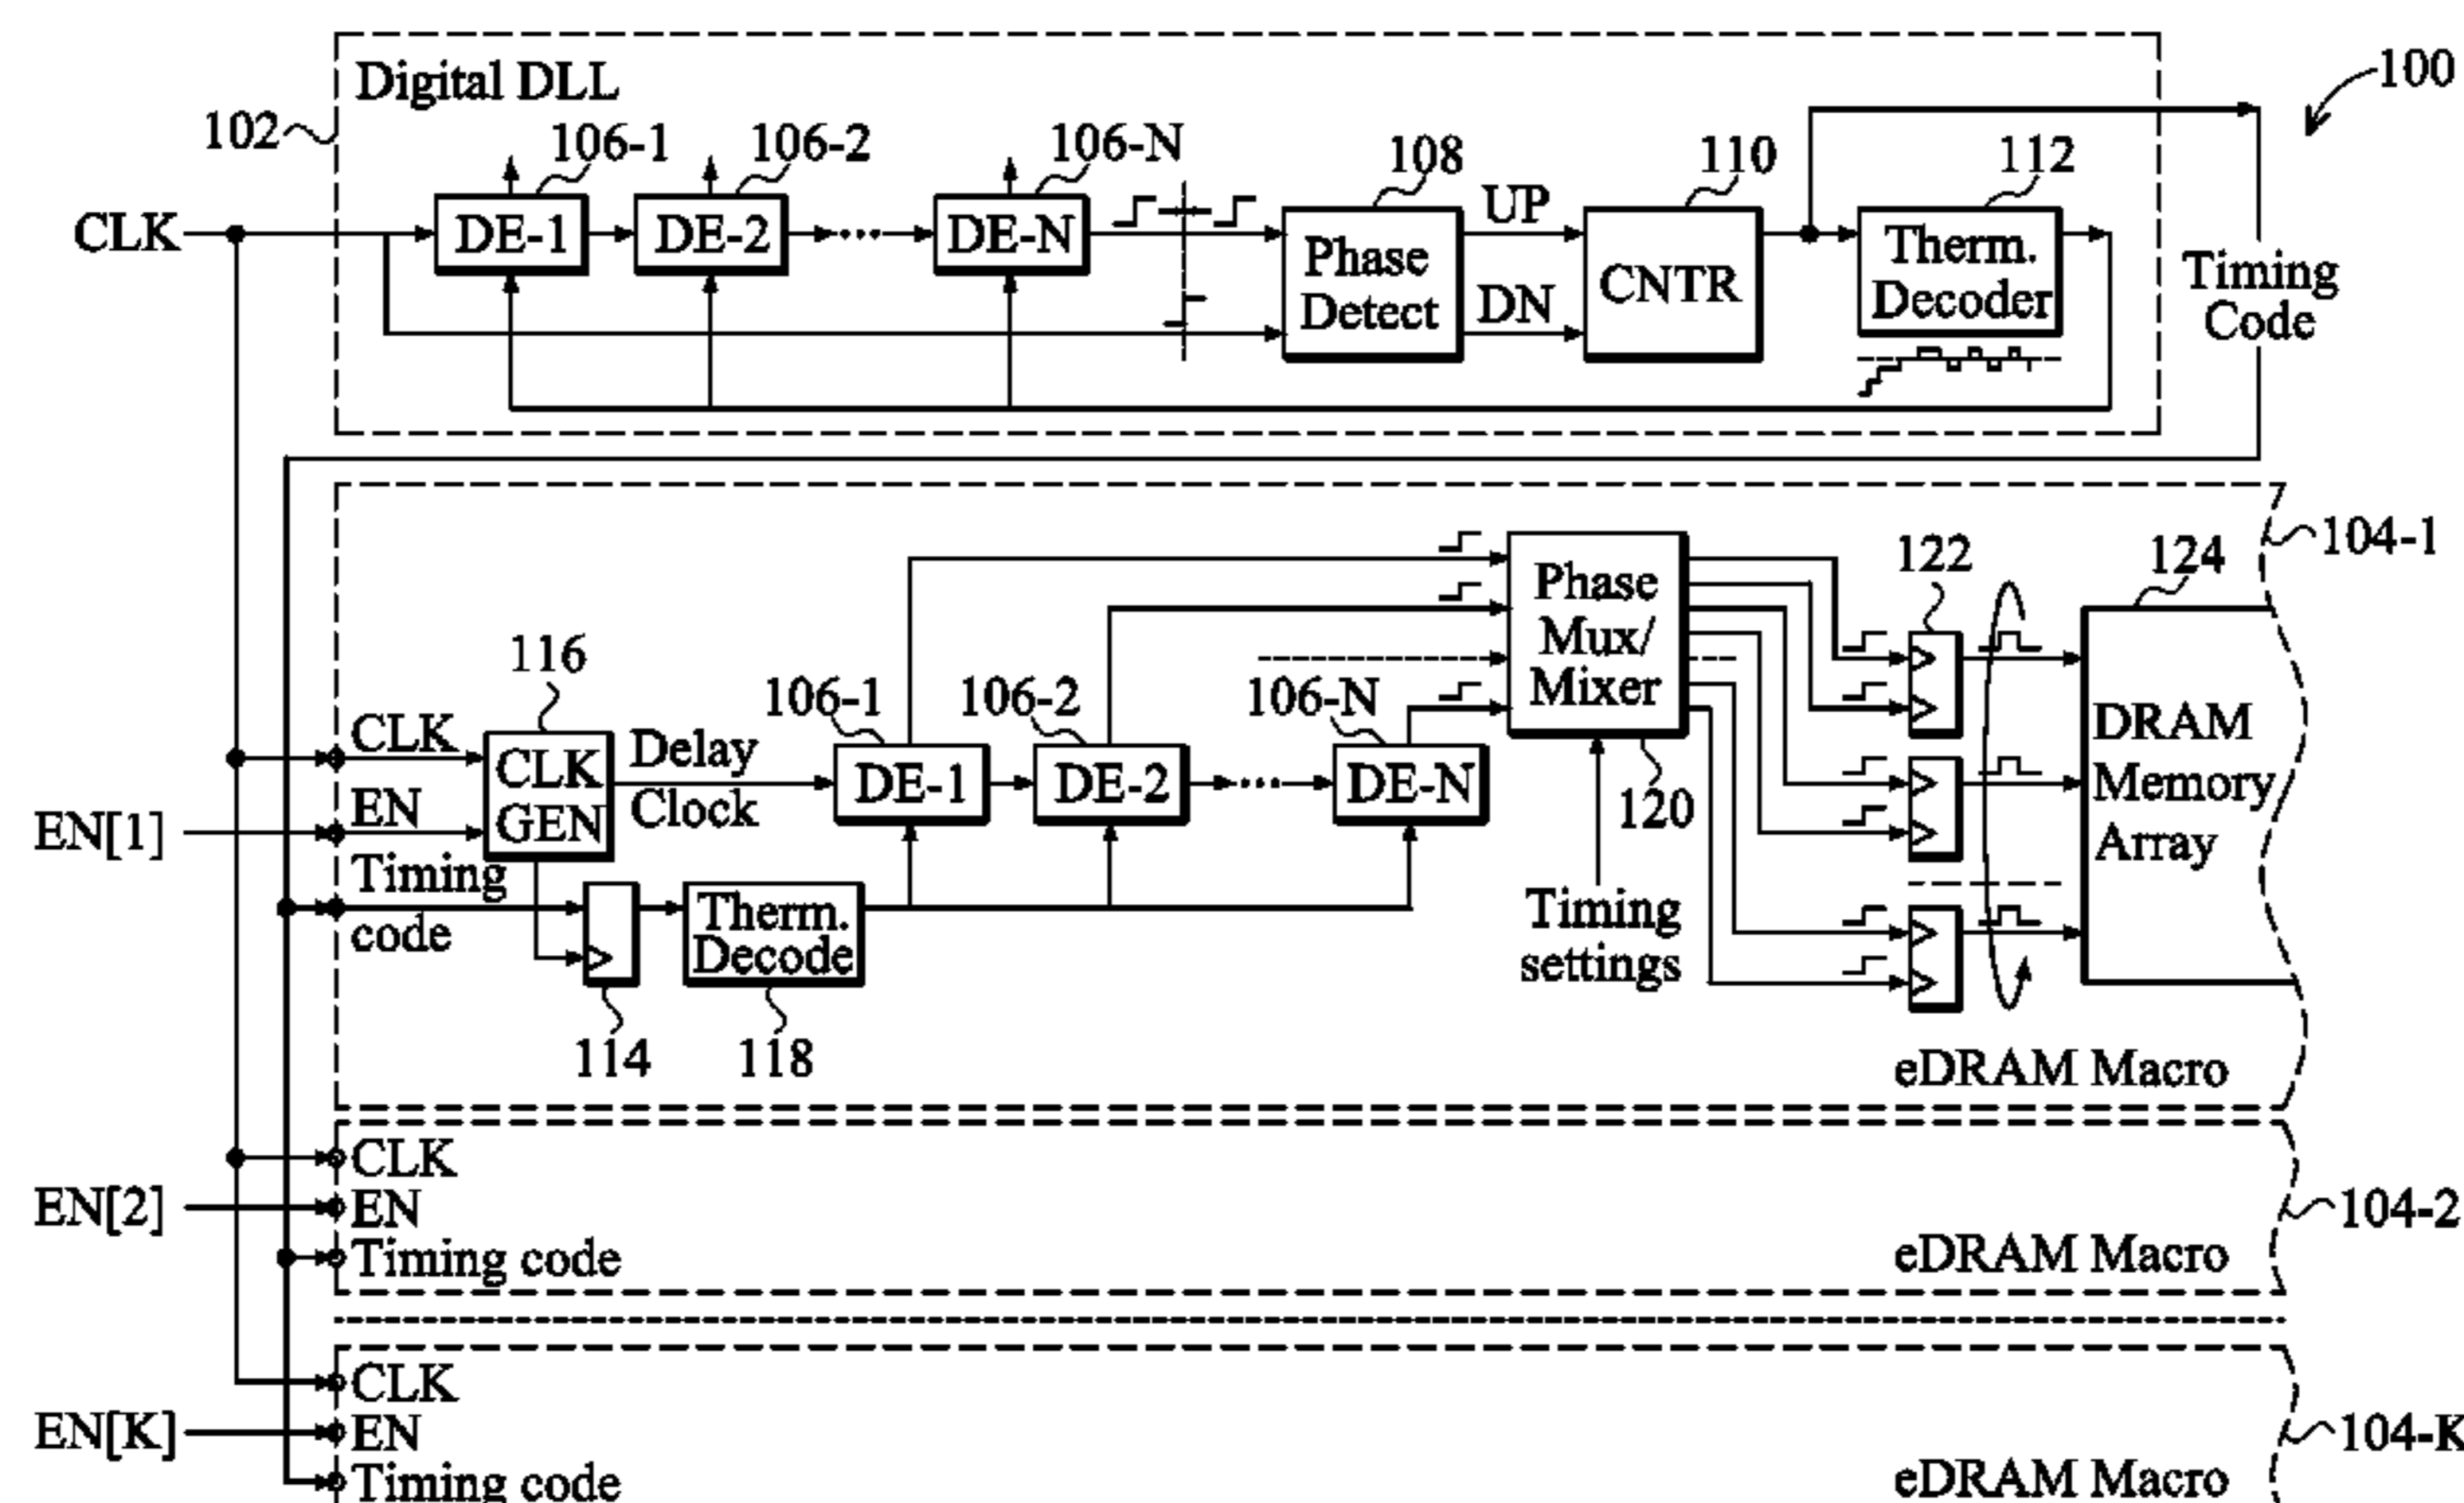 Digital DLL
100
102
106-1
106-2
106-N
108
110
112
CLK
DE-1
DE-2
DE-N
Phase
Detect
UP
DN
CNTR
Therm.
Decoder
Timing
Code
104-1
122
124
Phase
Mux/
Mixer
116
106-1
106-2
106-N
CLK
EN
CLK
GEN
Delay
Clock
DE-1
DE-2
DE-N
120
DRAM
Memory
Array
EN[1]
Timing
code
Therm.
Decode
Timing
settings
114
118
eDRAM Macro
CLK
EN[2]
EN
Timing code
eDRAM Macro
104-2
CLK
EN[K]
EN
Timing code
eDRAM Macro
104-K